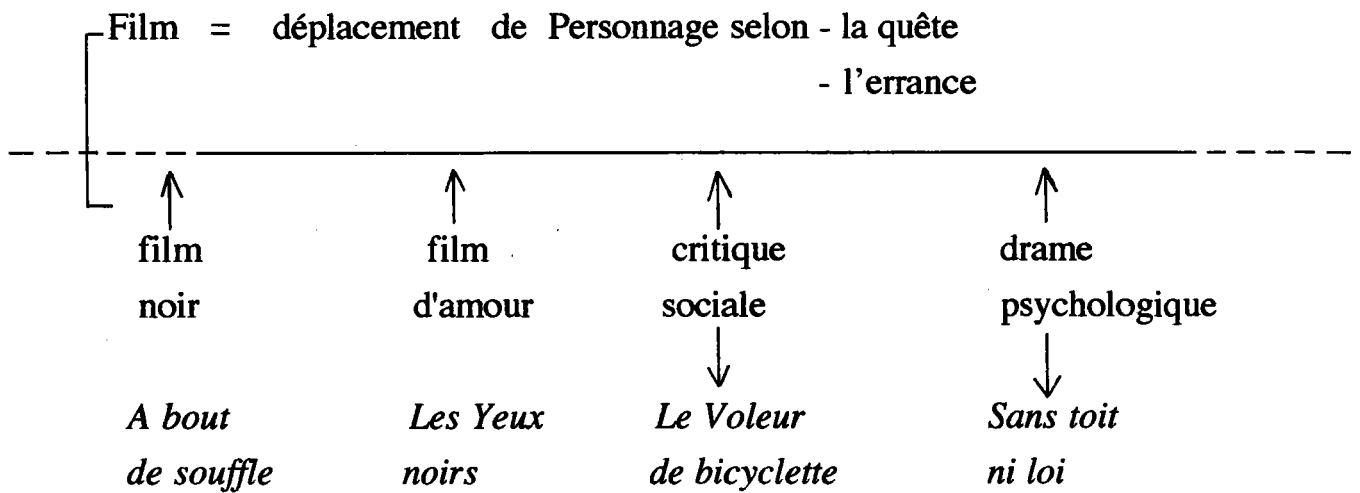 Film = déplacement de Personnage selon - la quête
- l'errance
film film critique drame
noir d'amour sociale psychologique
A bout Les Yeux Le Voleur Sans toit
de souffle noirs de bicyclette ni loi